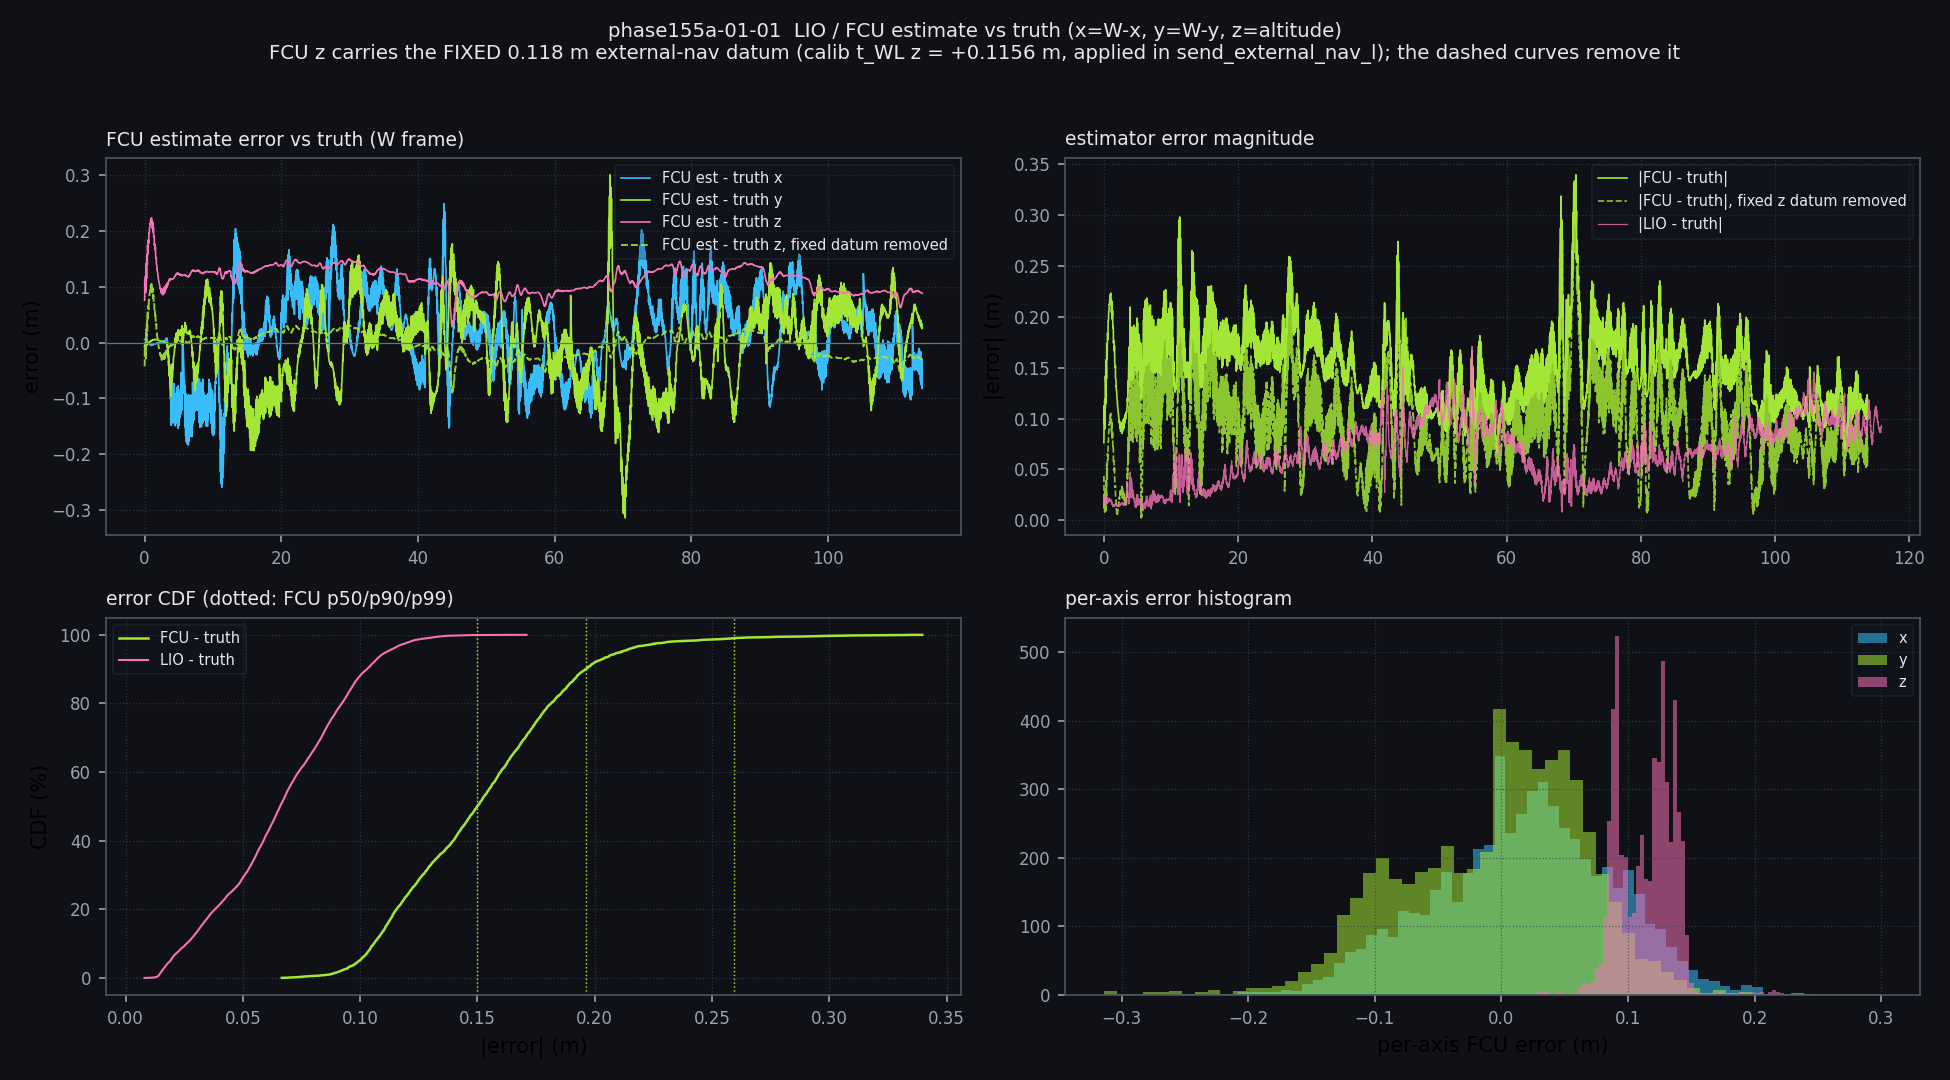 phase155a-01-01  LIO / FCU estimate vs truth (x=W-x, y=W-y, z=altitude)
FCU z carries the FIXED 0.118 m external-nav datum (calib t_WL z = +0.1156 m, applied in send_external_nav_l); the dashed curves remove it
FCU estimate error vs truth (W frame)
error (m)
0.3
0.2
0.1
0.0
−0.1
−0.2
−0.3
FCU est - truth x
FCU est - truth y
FCU est - truth z
FCU est - truth z, fixed datum removed
0 20 40 60 80 100
estimator error magnitude
|error| (m)
0.35
0.30
0.25
0.20
0.15
0.10
0.05
0.00
|FCU - truth|
|FCU - truth|, fixed z datum removed
|LIO - truth|
0 20 40 60 80 100 120
error CDF (dotted: FCU p50/p90/p99)
CDF (%)
100
80
60
40
20
0
FCU - truth
LIO - truth
0.00 0.05 0.10 0.15 0.20 0.25 0.30 0.35
|error| (m)
per-axis error histogram
500
400
300
200
100
0
x
y
z
−0.3 −0.2 −0.1 0.0 0.1 0.2 0.3
per-axis FCU error (m)